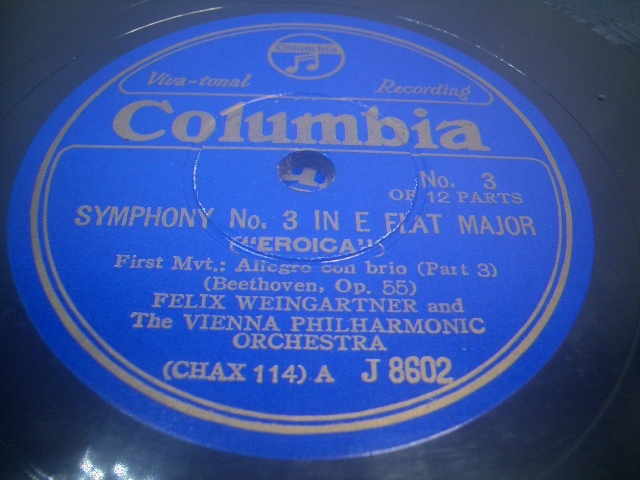 Columbia
Viva-tonal Recording
Columbia
No. 3
OF 12 PARTS
SYMPHONY No. 3 IN E FLAT MAJOR
("EROICA")
First Mvt.: Allegro con brio (Part 3)
(Beethoven, Op. 55)
FELIX WEINGARTNER and
The VIENNA PHILHARMONIC
ORCHESTRA
(CHAX 114) A J 8602